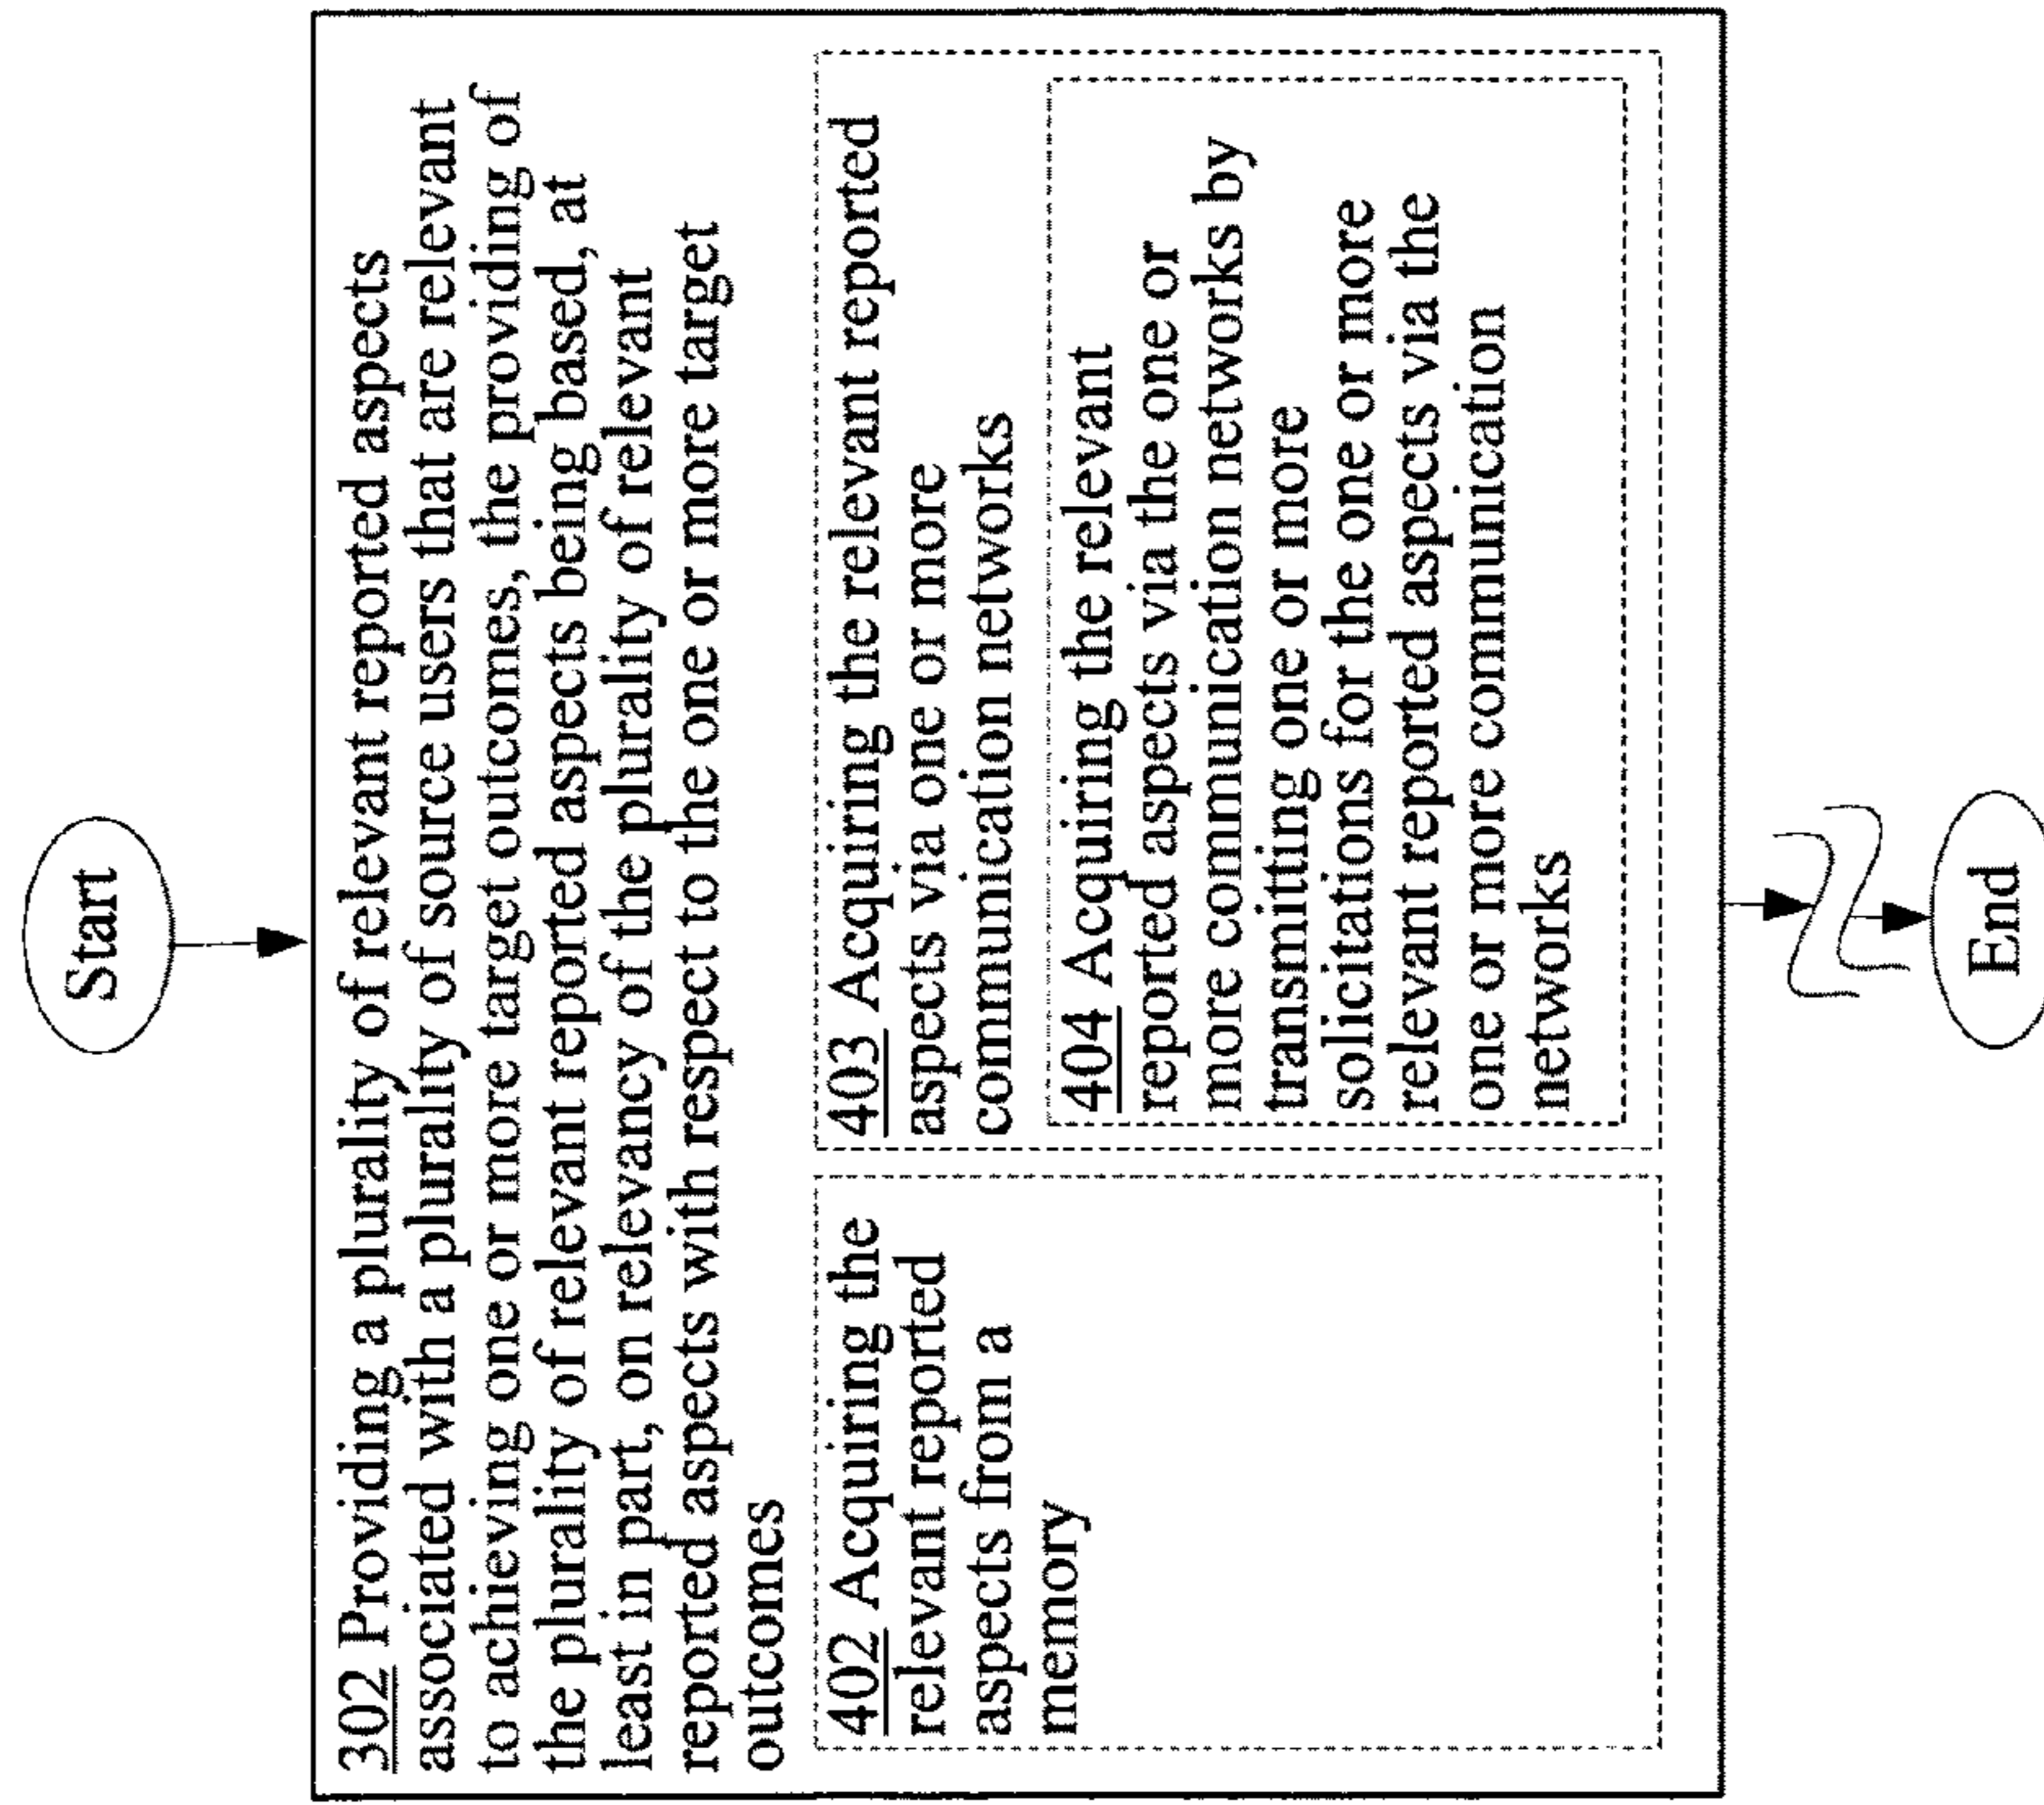 Start
302 Providing a plurality of relevant reported aspects
associated with a plurality of source users that are relevant
to achieving one or more target outcomes, the providing of
the plurality of relevant reported aspects being based, at
least in part, on relevancy of the plurality of relevant
reported aspects with respect to the one or more target
outcomes
402 Acquiring the
relevant reported
aspects from a
memory
403 Acquiring the relevant reported
aspects via one or more
communication networks
404 Acquiring the relevant
reported aspects via the one or
more communication networks by
transmitting one or more
solicitations for the one or more
relevant reported aspects via the
one or more communication
networks
End